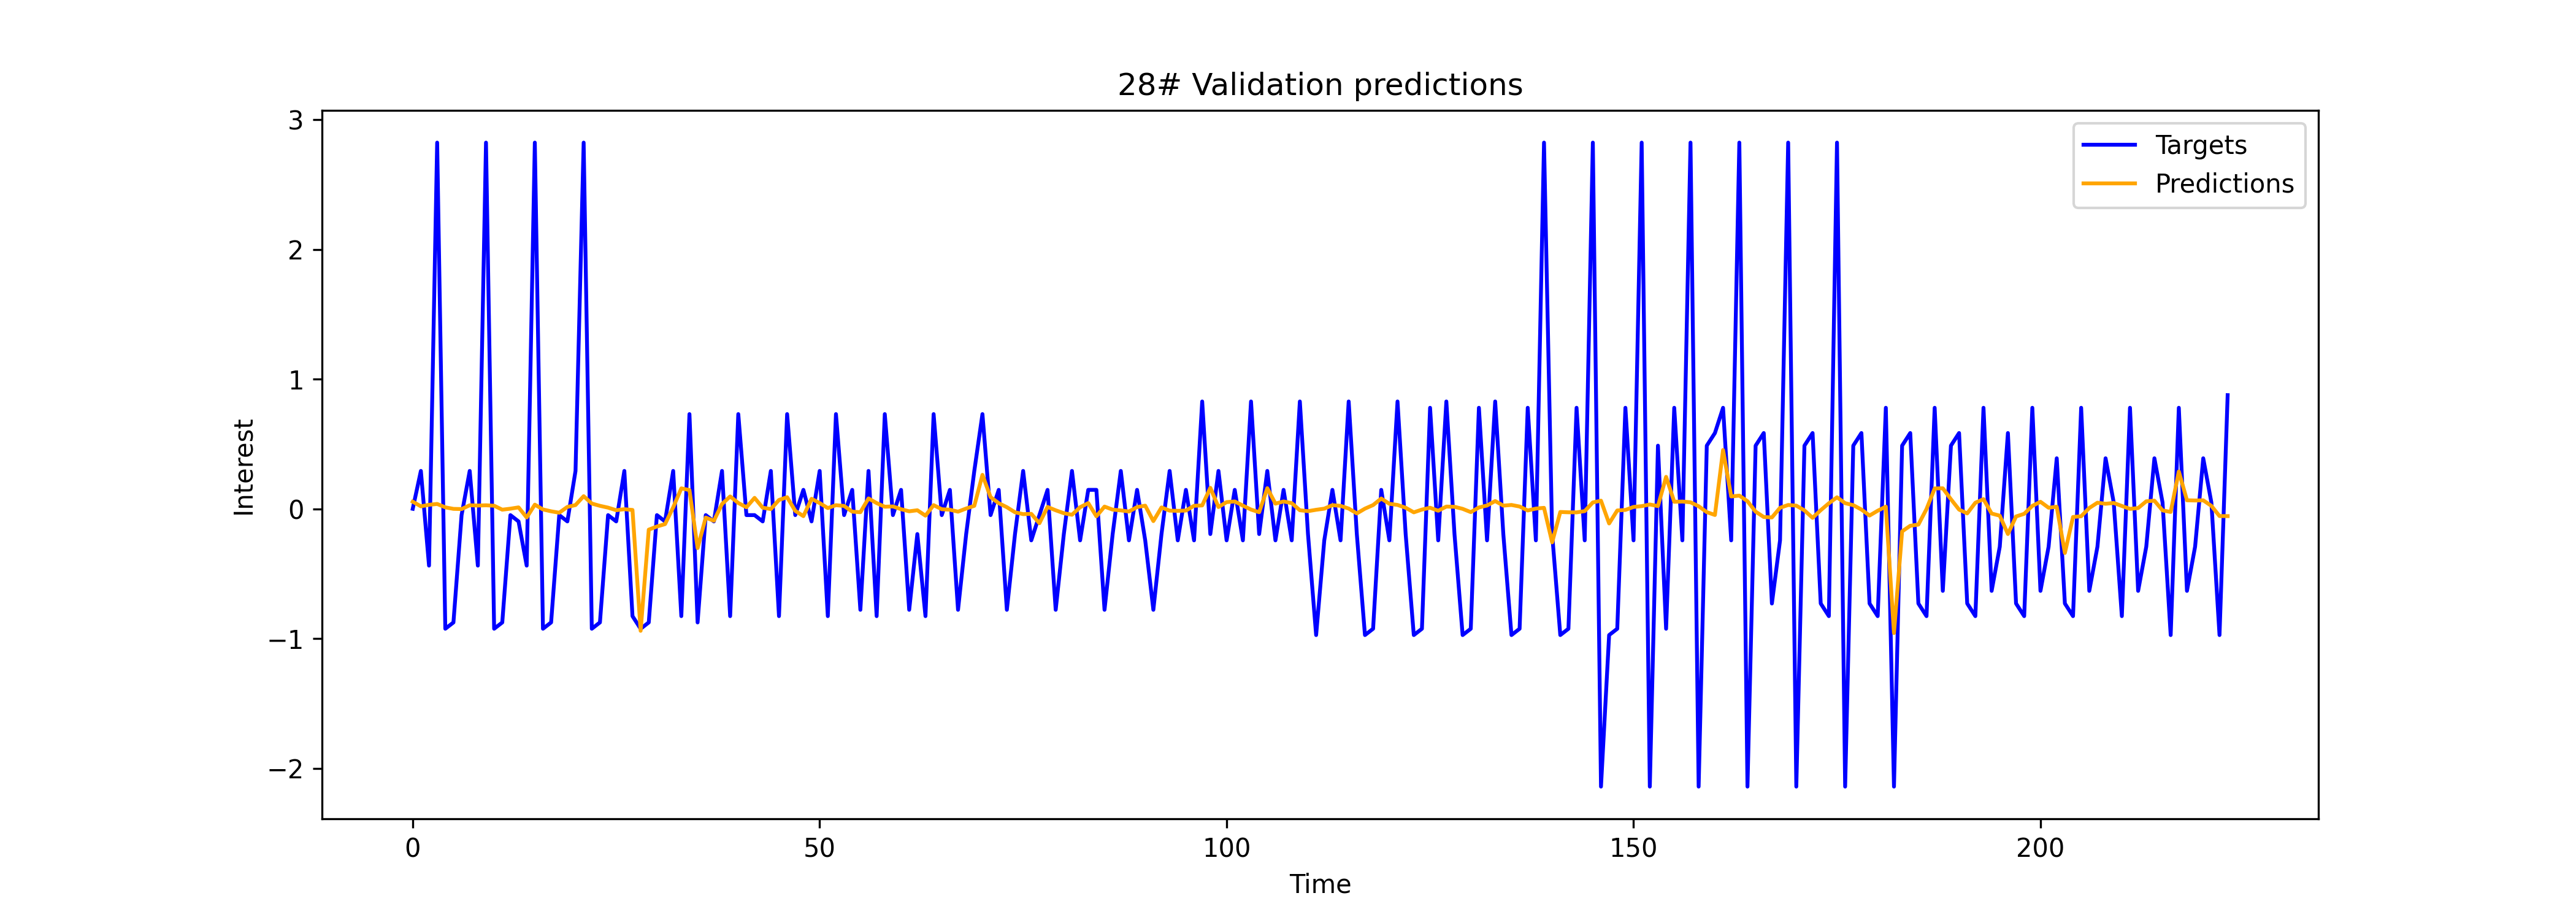 28# Validation predictions
Targets
Predictions
3
2
1
0
−1
−2
Interest
0
50
100
150
200
Time